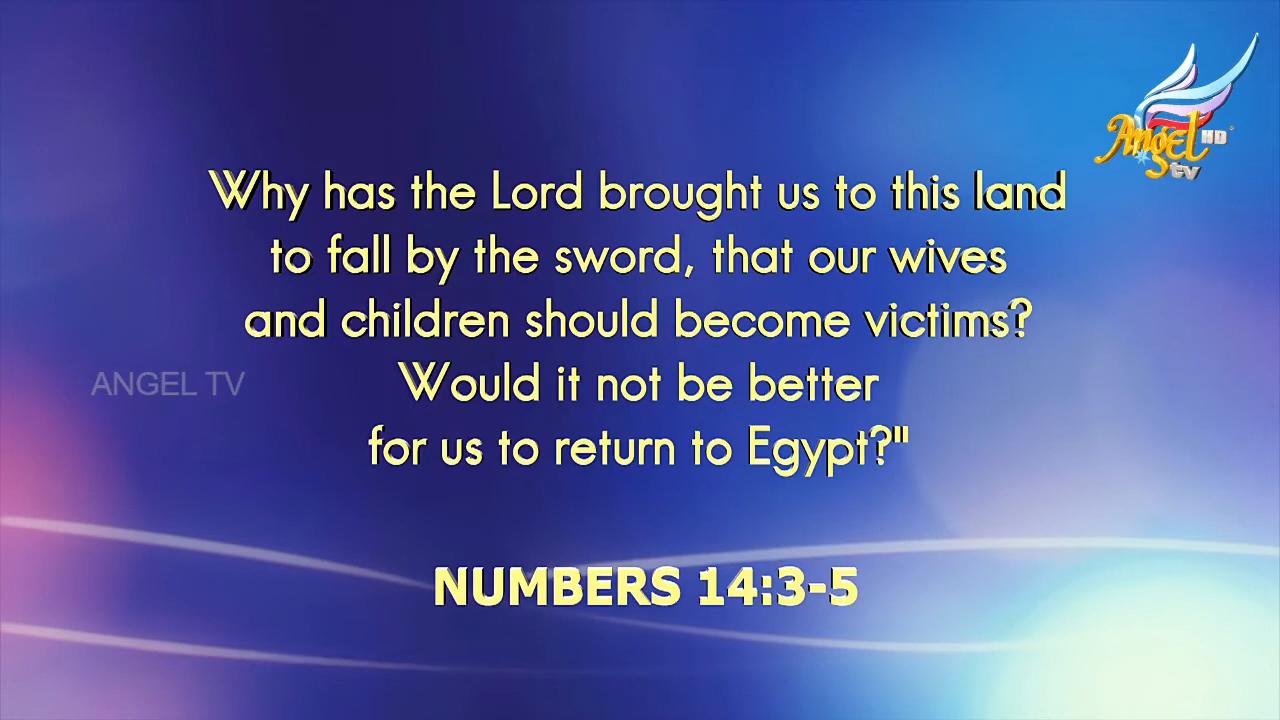 Angel HD
tv
Why has the Lord brought us to this land
to fall by the sword, that our wives
and children should become victims?
ANGEL TV
Would it not be better
for us to return to Egypt?"
NUMBERS 14:3-5